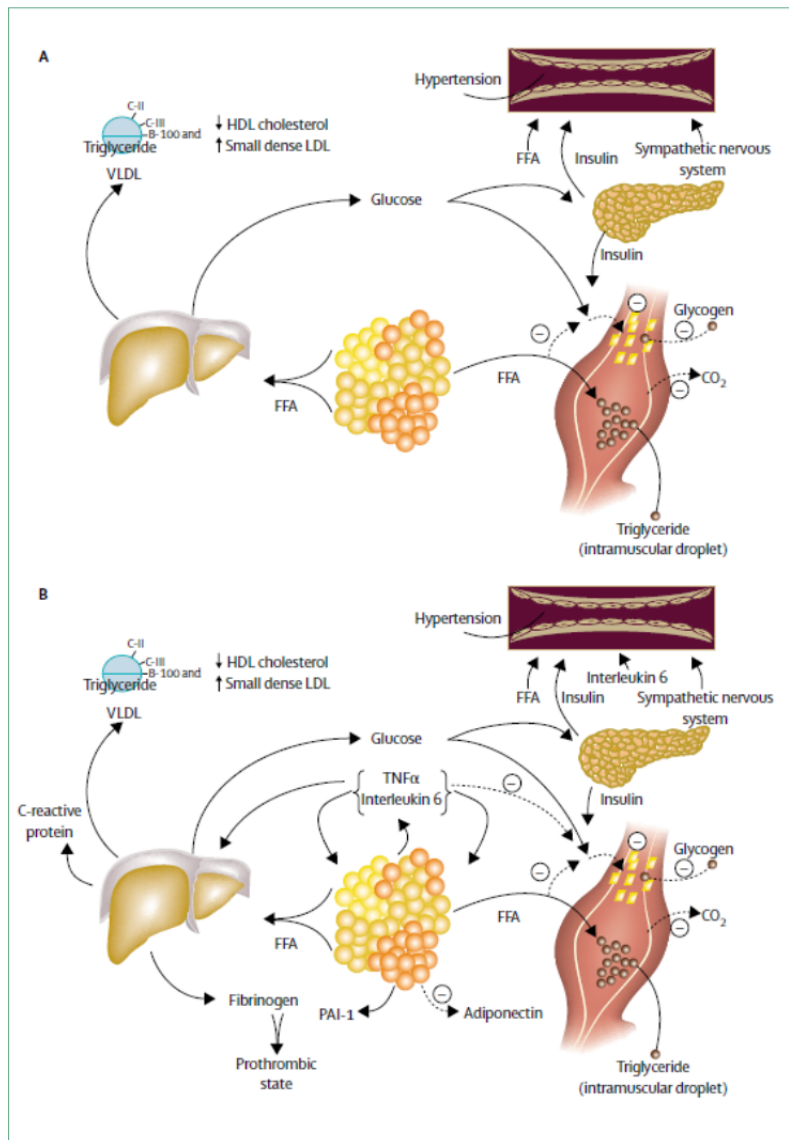 A
Hypertension
C-II
C-III
B-100 and
Triglyceride
VLDL
↓ HDL cholesterol
↑ Small dense LDL
FFA
Insulin
Sympathetic nervous
system
Glucose
Insulin
−
Glycogen
−
−
CO2
−
FFA
FFA
Triglyceride
(intramuscular droplet)
B
Hypertension
C-II
C-III
B-100 and
Triglyceride
VLDL
↓ HDL cholesterol
↑ Small dense LDL
Interleukin 6
FFA
Insulin
Sympathetic nervous
system
Glucose
TNFα
Interleukin 6
−
Insulin
C-reactive
protein
−
Glycogen
−
−
CO2
−
FFA
FFA
Fibrinogen
PAI-1
−
Adiponectin
Prothrombic
state
Triglyceride
(intramuscular droplet)